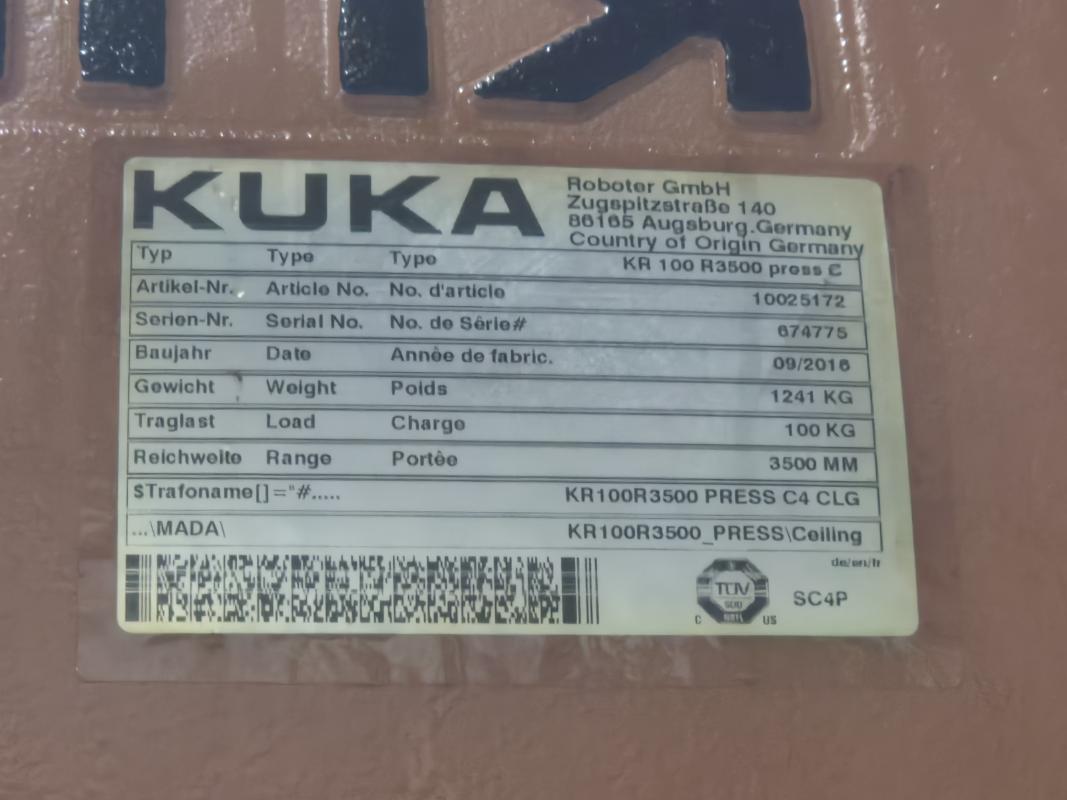 KUKA
Roboter GmbH
Zugspitzstraße 140
86165 Augsburg.Germany
Country of Origin Germany
Typ Type Type KR 100 R3500 press C
Artikel-Nr. Article No. No. d'article 10025172
Serien-Nr. Serial No. No. de Série# 674775
Baujahr Date Année de fabric. 09/2016
Gewicht Weight Poids 1241 KG
Traglast Load Charge 100 KG
Reichweite Range Portée 3500 MM
$Trafoname[]="#..... KR100R3500 PRESS C4 CLG
...\MADA\ KR100R3500_PRESS\Ceiling
de/en/fr
TÜV
SÜD
SC4P
C US